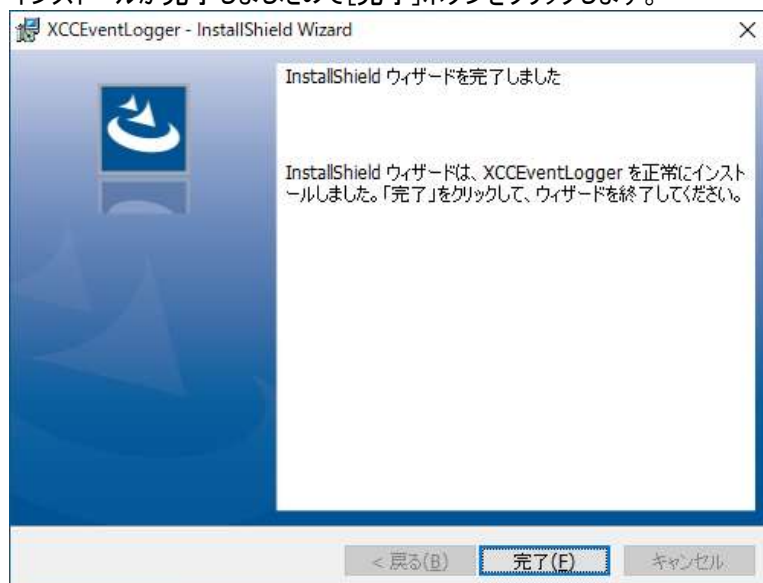 インストールが完了しましたので[完了]ボタンをクリックします。
XCCEventLogger - InstallShield Wizard
InstallShield ウィザードを完了しました
InstallShield ウィザードは、XCCEventLogger を正常にインスト
ールしました。「完了」をクリックして、ウィザードを終了してください。
< 戻る(B)
完了(F)
キャンセル